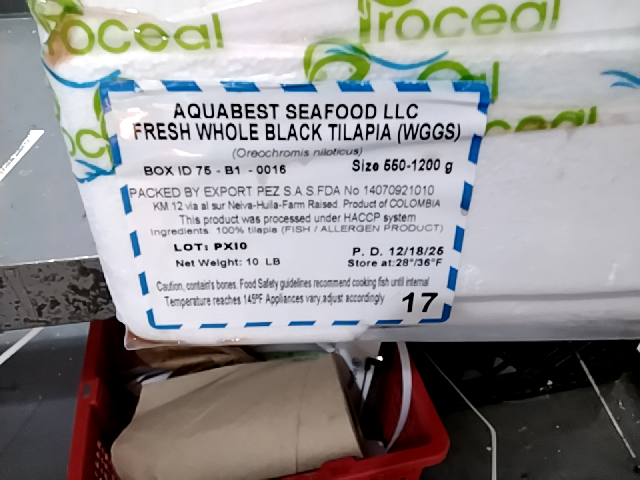 roceal
Proceal
AQUABEST SEAFOOD LLC
FRESH WHOLE BLACK TILAPIA (WGGS)
(Oreochromis niloticus)
BOX ID 75 - B1 - 0016 Size 550-1200 g
PACKED BY EXPORT PEZ S.A.S.FDA No 14070921010
KM 12 via al sur Neiva-Huila-Farm Raised. Product of COLOMBIA
This product was processed under HACCP system
Ingredients: 100% tilapia (FISH / ALLERGEN PRODUCT)
LOT: PXI0 P. D. 12/18/25
Net Weight: 10 LB Store at:28°/36°F
Caution, contain's bones. Food Safety guidelines recommend cooking fish until internal
Temperature reaches 145ºF Appliances vary,adjust accordingly
17